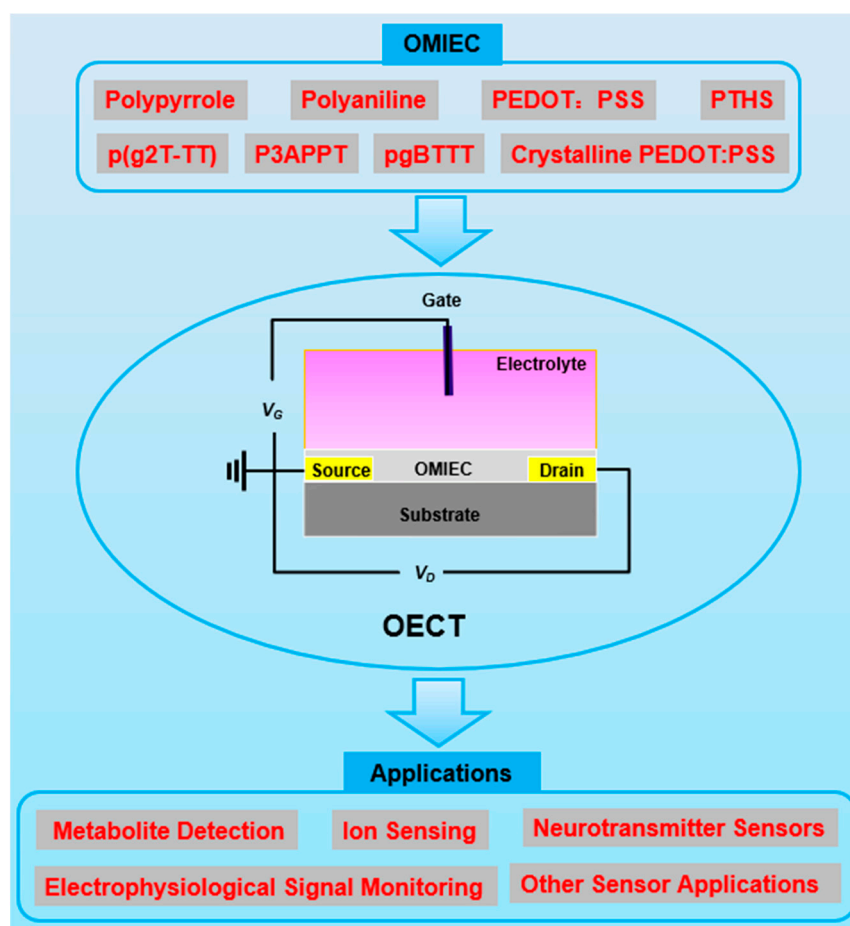 OMIEC
Polypyrrole Polyaniline PEDOT：PSS PTHS
p(g2T-TT) P3APPT pgBTTT Crystalline PEDOT:PSS
Gate
Electrolyte
VG
Source OMIEC Drain
Substrate
VD
OECT
Applications
Metabolite Detection Ion Sensing Neurotransmitter Sensors
Electrophysiological Signal Monitoring Other Sensor Applications